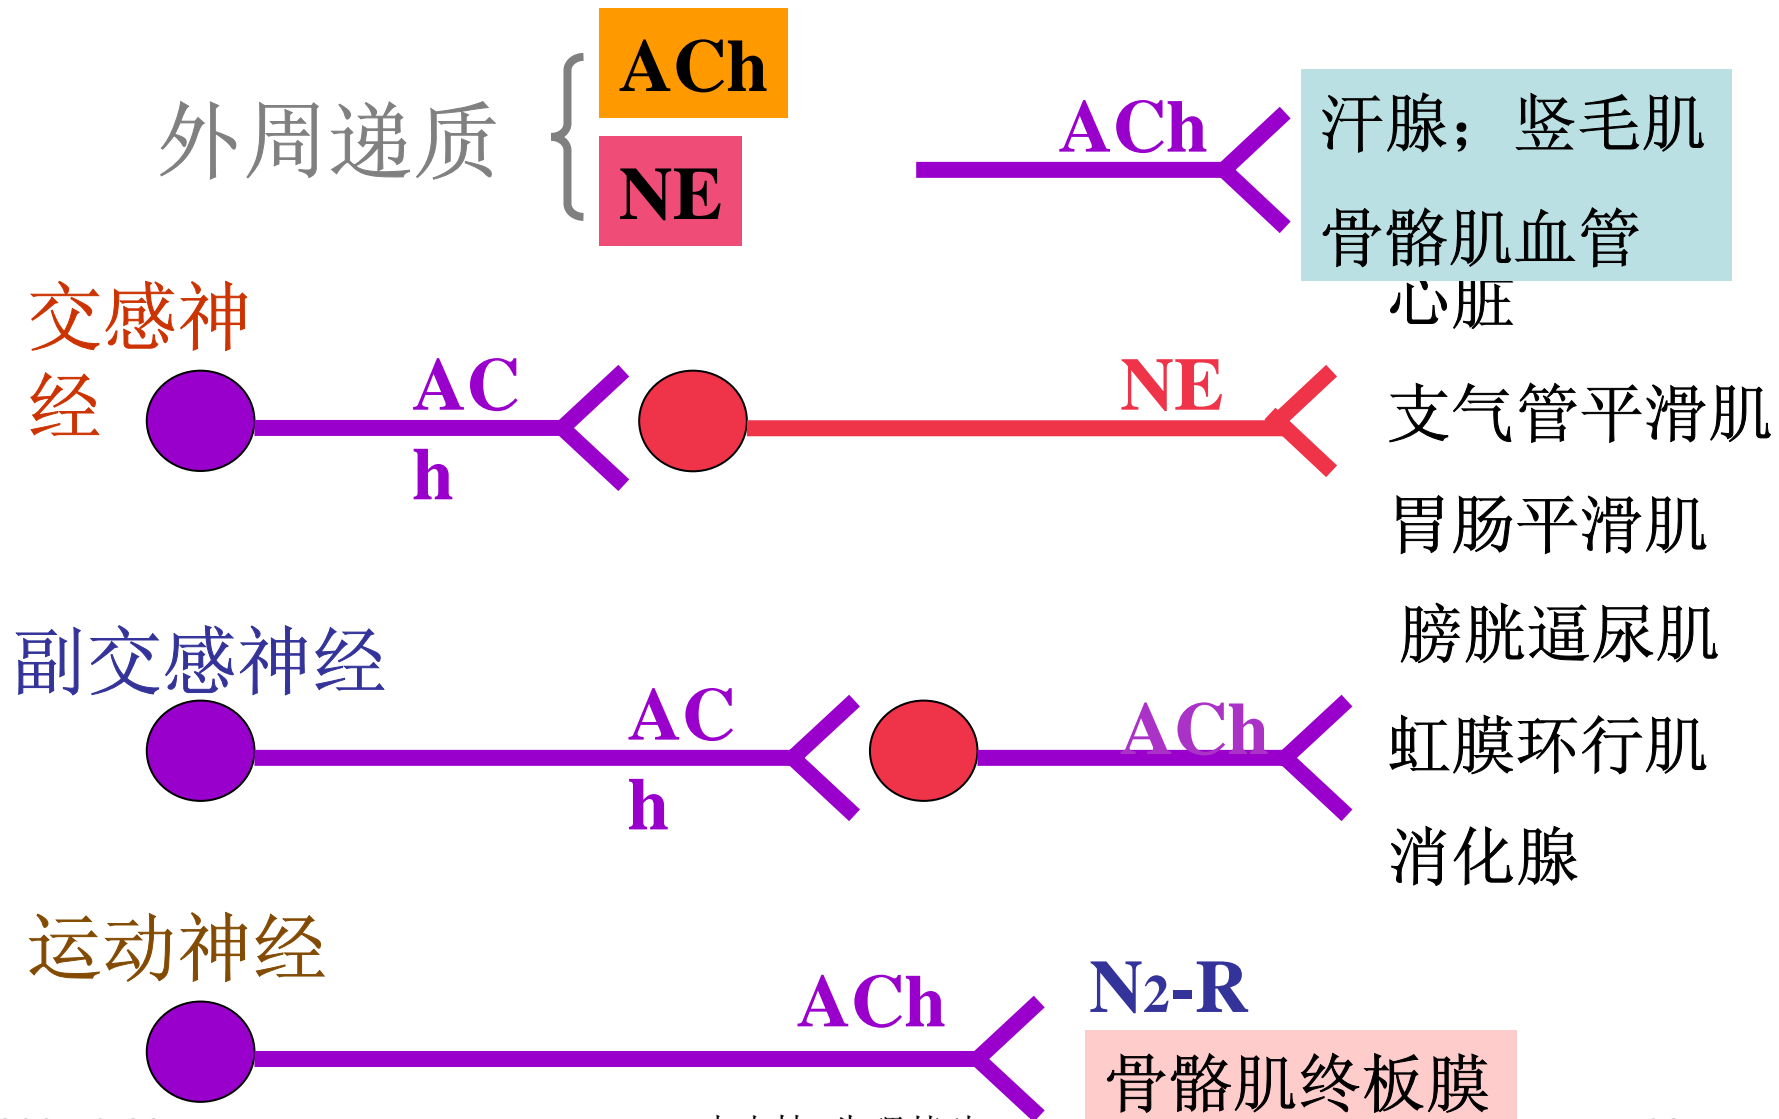 外周递质
ACh
NE
ACh
汗腺；竖毛肌
骨骼肌血管
心脏
交感神
经
AC
h
NE
支气管平滑肌
胃肠平滑肌
膀胱逼尿肌
副交感神经
AC
h
ACh
虹膜环行肌
消化腺
运动神经
ACh
N2-R
骨骼肌终板膜